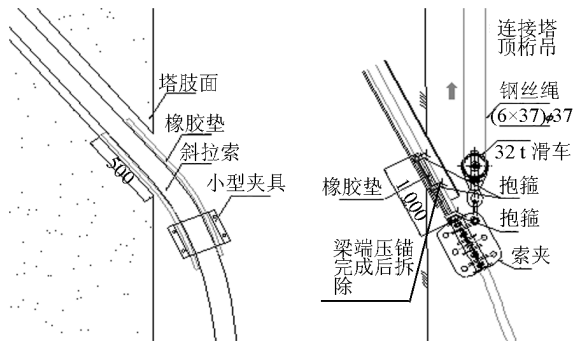 塔肢面
橡胶垫
斜拉索
小型夹具
500
连接塔
顶桁吊
钢丝绳
(6×37)ϕ37
32 t 滑车
抱箍
抱箍
索夹
橡胶垫
1 000
梁端压锚
完成后拆
除